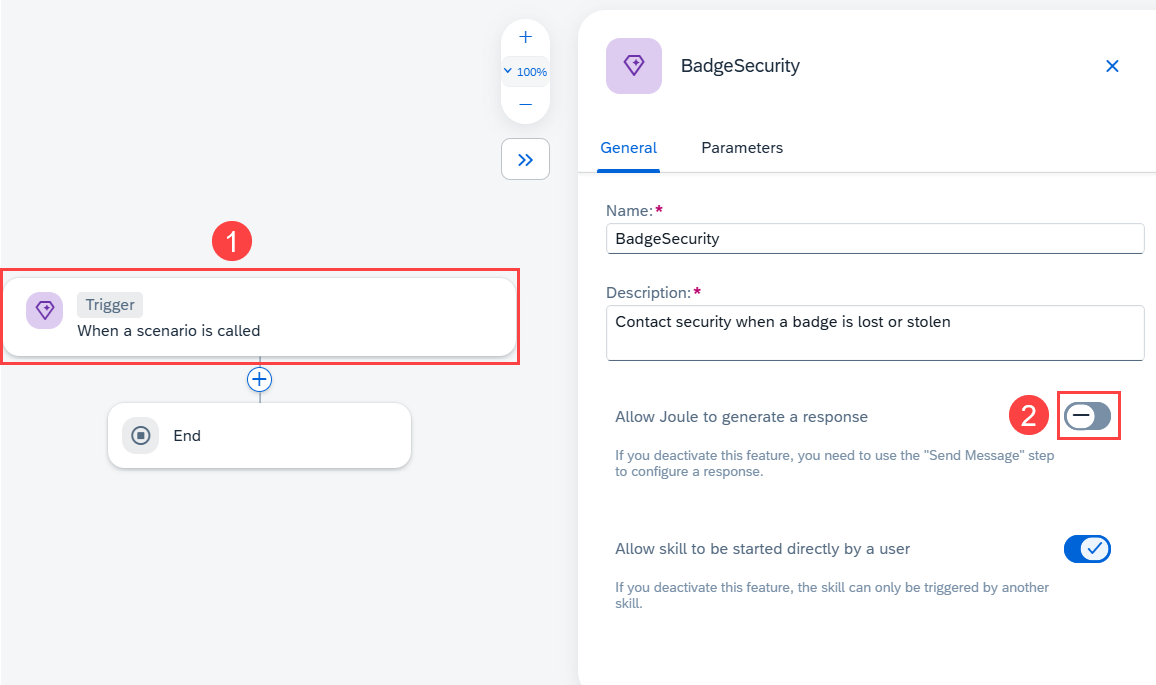 100%
1
Trigger
When a scenario is called
End
BadgeSecurity
General
Parameters
Name:*
BadgeSecurity
Description:*
Contact security when a badge is lost or stolen
Allow Joule to generate a response
2
If you deactivate this feature, you need to use the "Send Message" step
to configure a response.
Allow skill to be started directly by a user
If you deactivate this feature, the skill can only be triggered by another
skill.